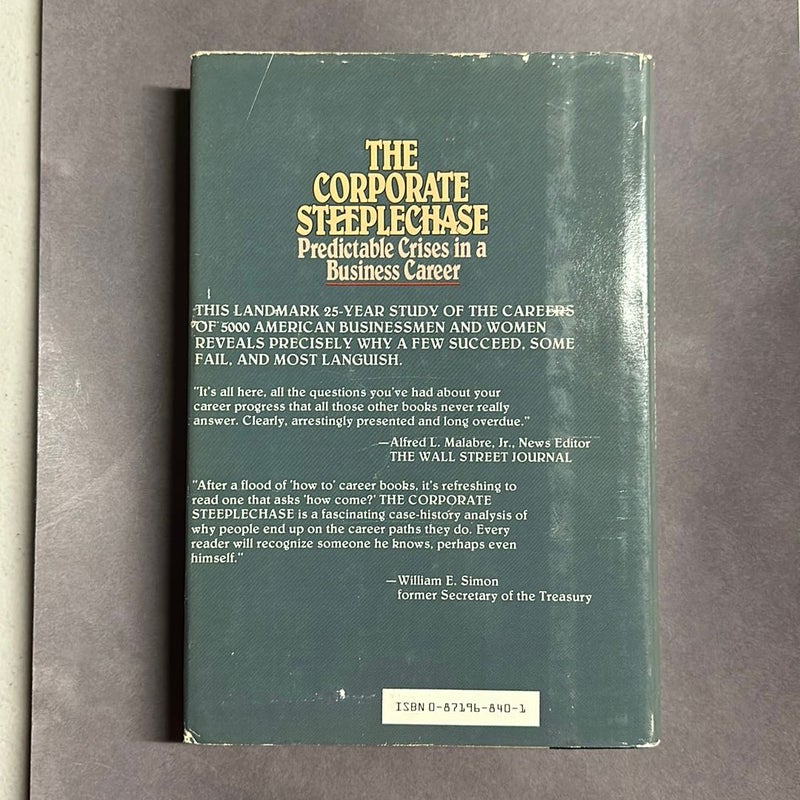 THE
CORPORATE
STEEPLECHASE
Predictable Crises in a
Business Career
THIS LANDMARK 25-YEAR STUDY OF THE CAREERS
OF 5000 AMERICAN BUSINESSMEN AND WOMEN
REVEALS PRECISELY WHY A FEW SUCCEED, SOME
FAIL, AND MOST LANGUISH.
"It's all here, all the questions you've had about your
career progress that all those other books never really
answer. Clearly, arrestingly presented and long overdue."
—Alfred L. Malabre, Jr., News Editor
THE WALL STREET JOURNAL
"After a flood of 'how to' career books, it's refreshing to
read one that asks 'how come?' THE CORPORATE
STEEPLECHASE is a fascinating case-history analysis of
why people end up on the career paths they do. Every
reader will recognize someone he knows, perhaps even
himself."
—William E. Simon
former Secretary of the Treasury
ISBN 0-87196-840-1